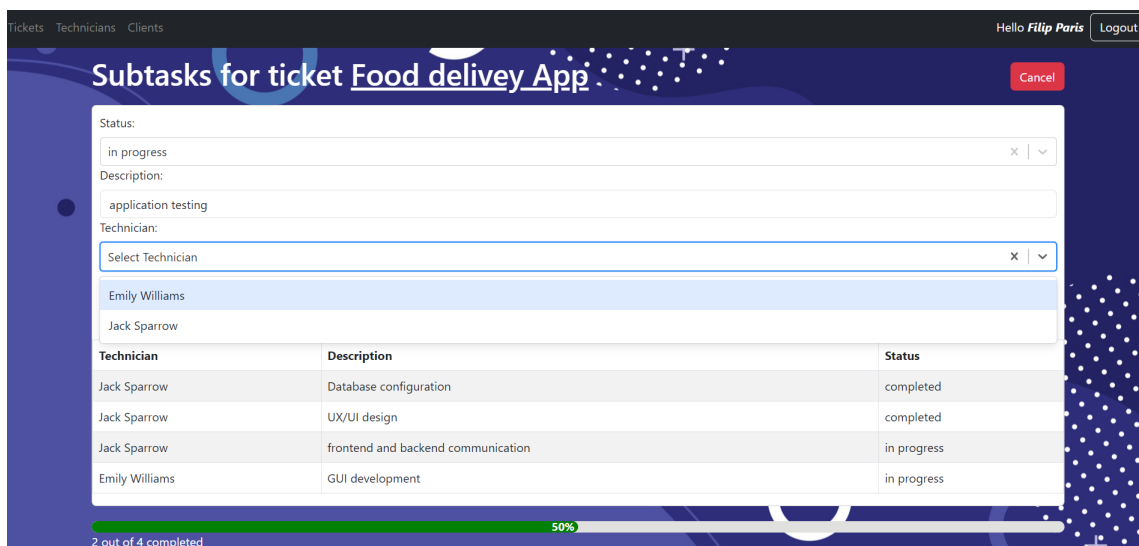 Tickets Technicians Clients Hello Filip Paris Logout
Subtasks for ticket Food delivey App Cancel
Status:
in progress
Description:
application testing
Technician:
Select Technician
Emily Williams
Jack Sparrow
Technician Description Status
Jack Sparrow Database configuration completed
Jack Sparrow UX/UI design completed
Jack Sparrow frontend and backend communication in progress
Emily Williams GUI development in progress
50%
2 out of 4 completed